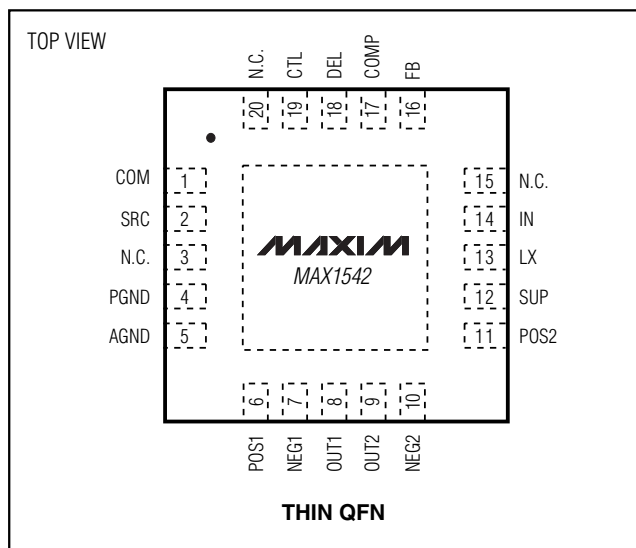 TOP VIEW
N.C.
CTL
DEL
COMP
FB
20
19
18
17
16
COM 1
SRC 2
N.C. 3
PGND 4
AGND 5
MAXIM
MAX1542
15 N.C.
14 IN
13 LX
12 SUP
11 POS2
6
7
8
9
10
POS1
NEG1
OUT1
OUT2
NEG2
THIN QFN